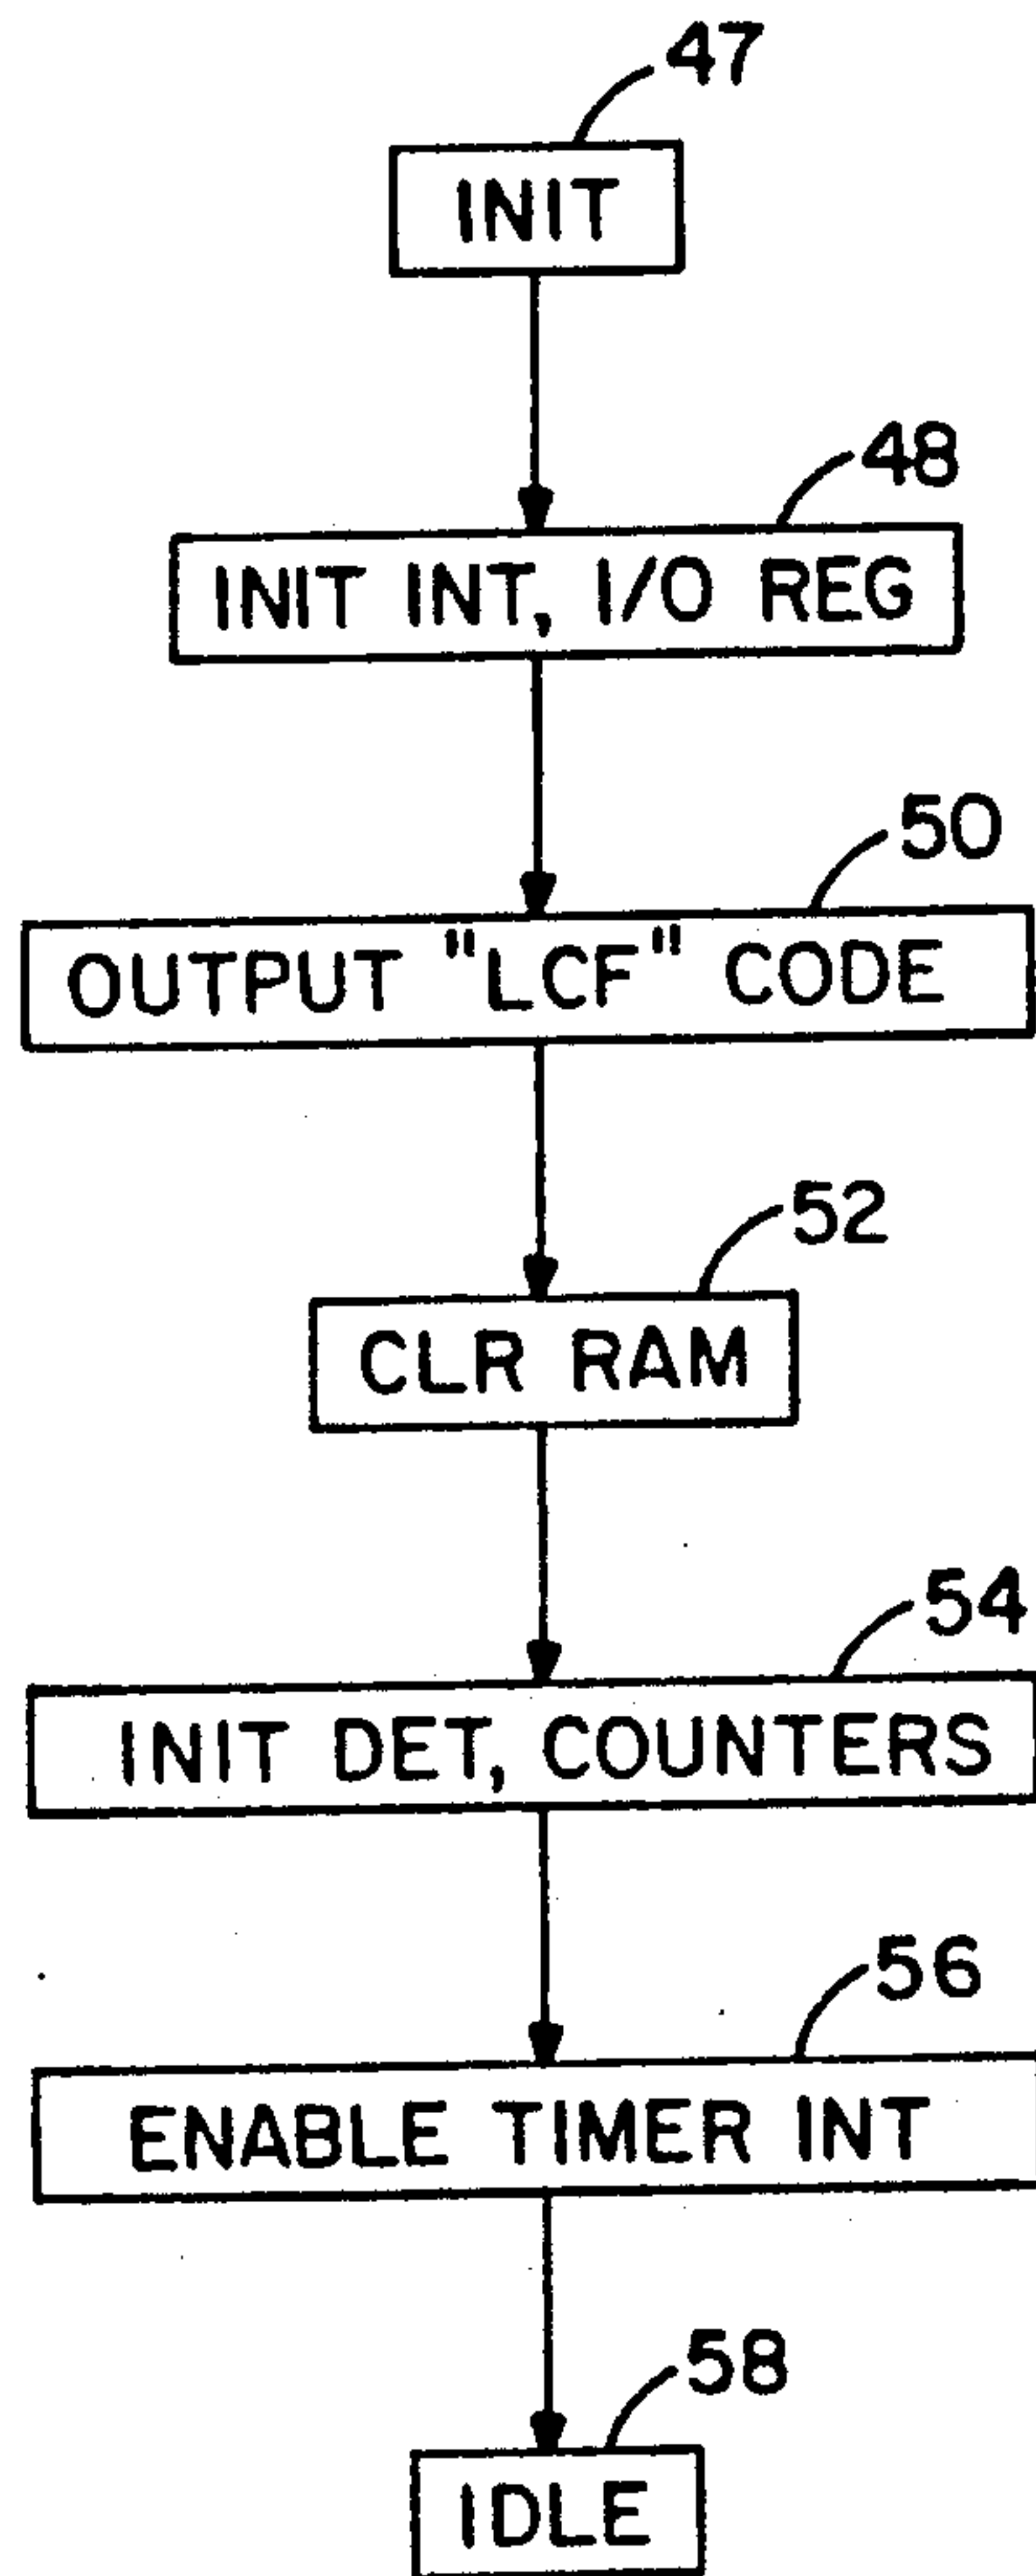 47
INIT
48
INIT INT, I/O REG
50
OUTPUT "LCF" CODE
52
CLR RAM
54
INIT DET, COUNTERS
56
ENABLE TIMER INT
58
IDLE